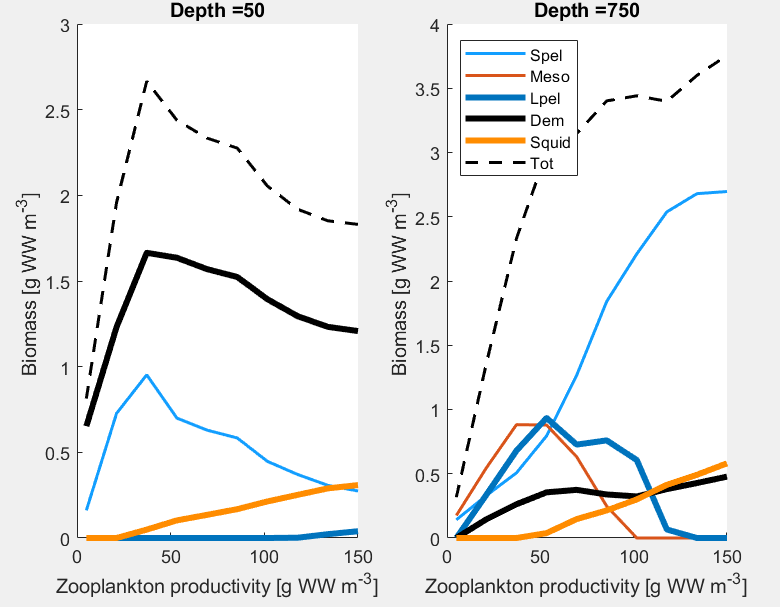 Depth =50
3
2.5
2
1.5
1
0.5
0
Biomass [g WW m-3]
0
50
100
150
Zooplankton productivity [g WW m-3]
Depth =750
4
3.5
3
2.5
2
1.5
1
0.5
0
Biomass [g WW m-3]
Spel
Meso
Lpel
Dem
Squid
Tot
0
50
100
150
Zooplankton productivity [g WW m-3]